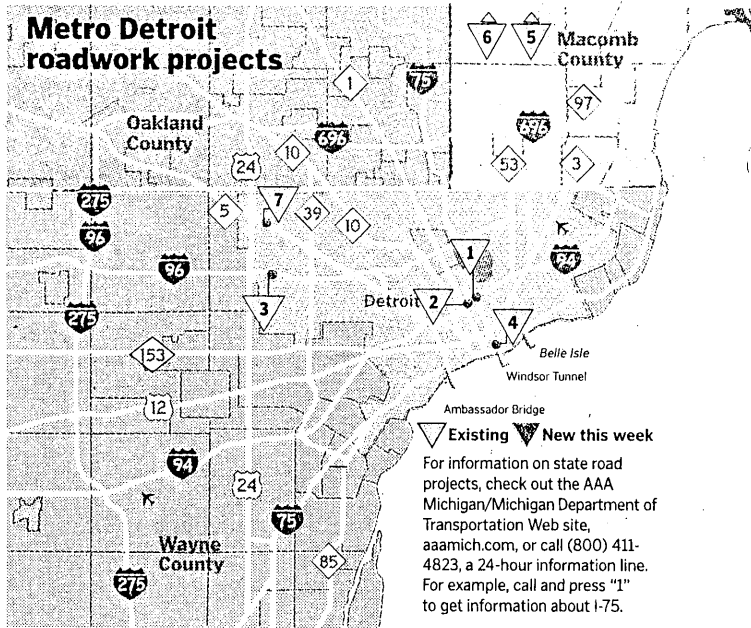 Metro Detroit
roadwork projects
6
5
Macomb
County
1
75
97
696
Oakland
County
10
696
53
3
24
275
5
7
39
10
96
1
94
96
Detroit
2
3
4
275
153
Belle Isle
Windsor Tunnel
12
Ambassador Bridge
Existing New this week
94
24
For information on state road
projects, check out the AAA
Michigan/Michigan Department of
Transportation Web site,
aaamich.com, or call (800) 411-
4823, a 24-hour information line.
For example, call and press "1"
to get information about I-75.
75
Wayne
County
85
275